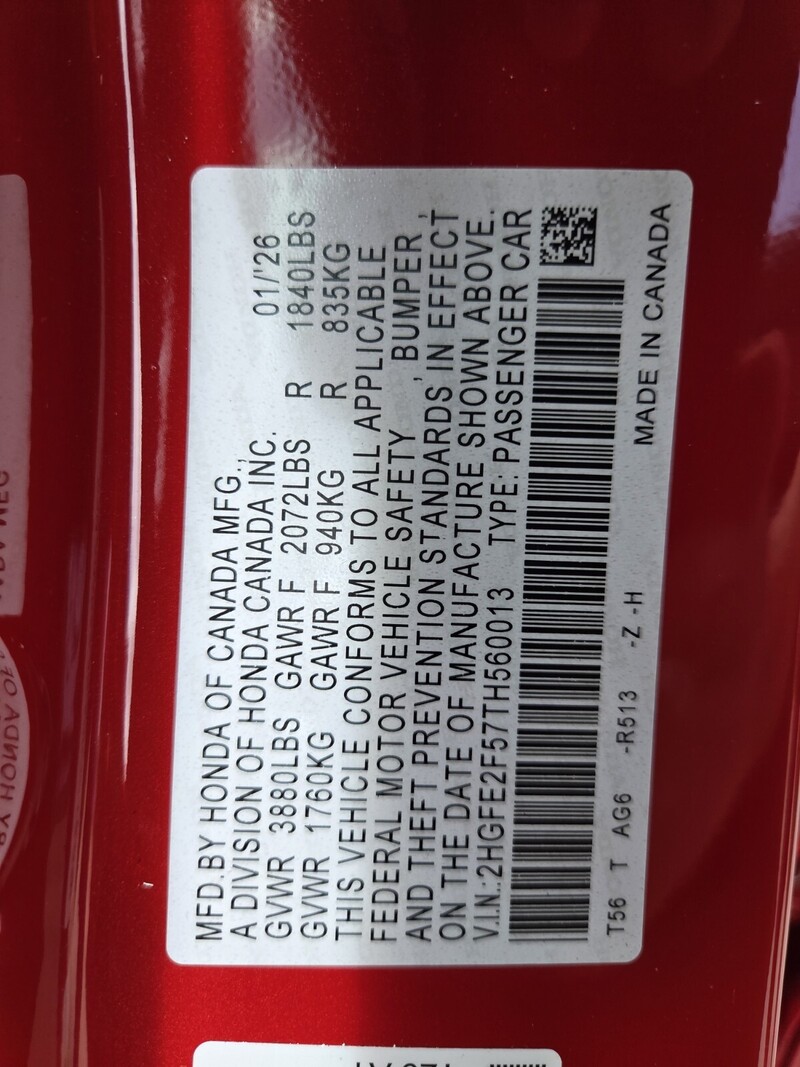 MFD.BY HONDA OF CANADA MFG.,
A DIVISION OF HONDA CANADA INC. 01/'26
GVWR 3880LBS GAWR F 2072LBS R 1840LBS
GVWR 1760KG GAWR F 940KG R 835KG
THIS VEHICLE CONFORMS TO ALL APPLICABLE
FEDERAL MOTOR VEHICLE SAFETY , BUMPER ,
AND THEFT PREVENTION STANDARDS IN EFFECT
ON THE DATE OF MANUFACTURE SHOWN ABOVE.
V.I.N.:2HGFE2F57TH560013 TYPE: PASSENGER CAR
T56 T AG6 -R513 -Z -H
MADE IN CANADA